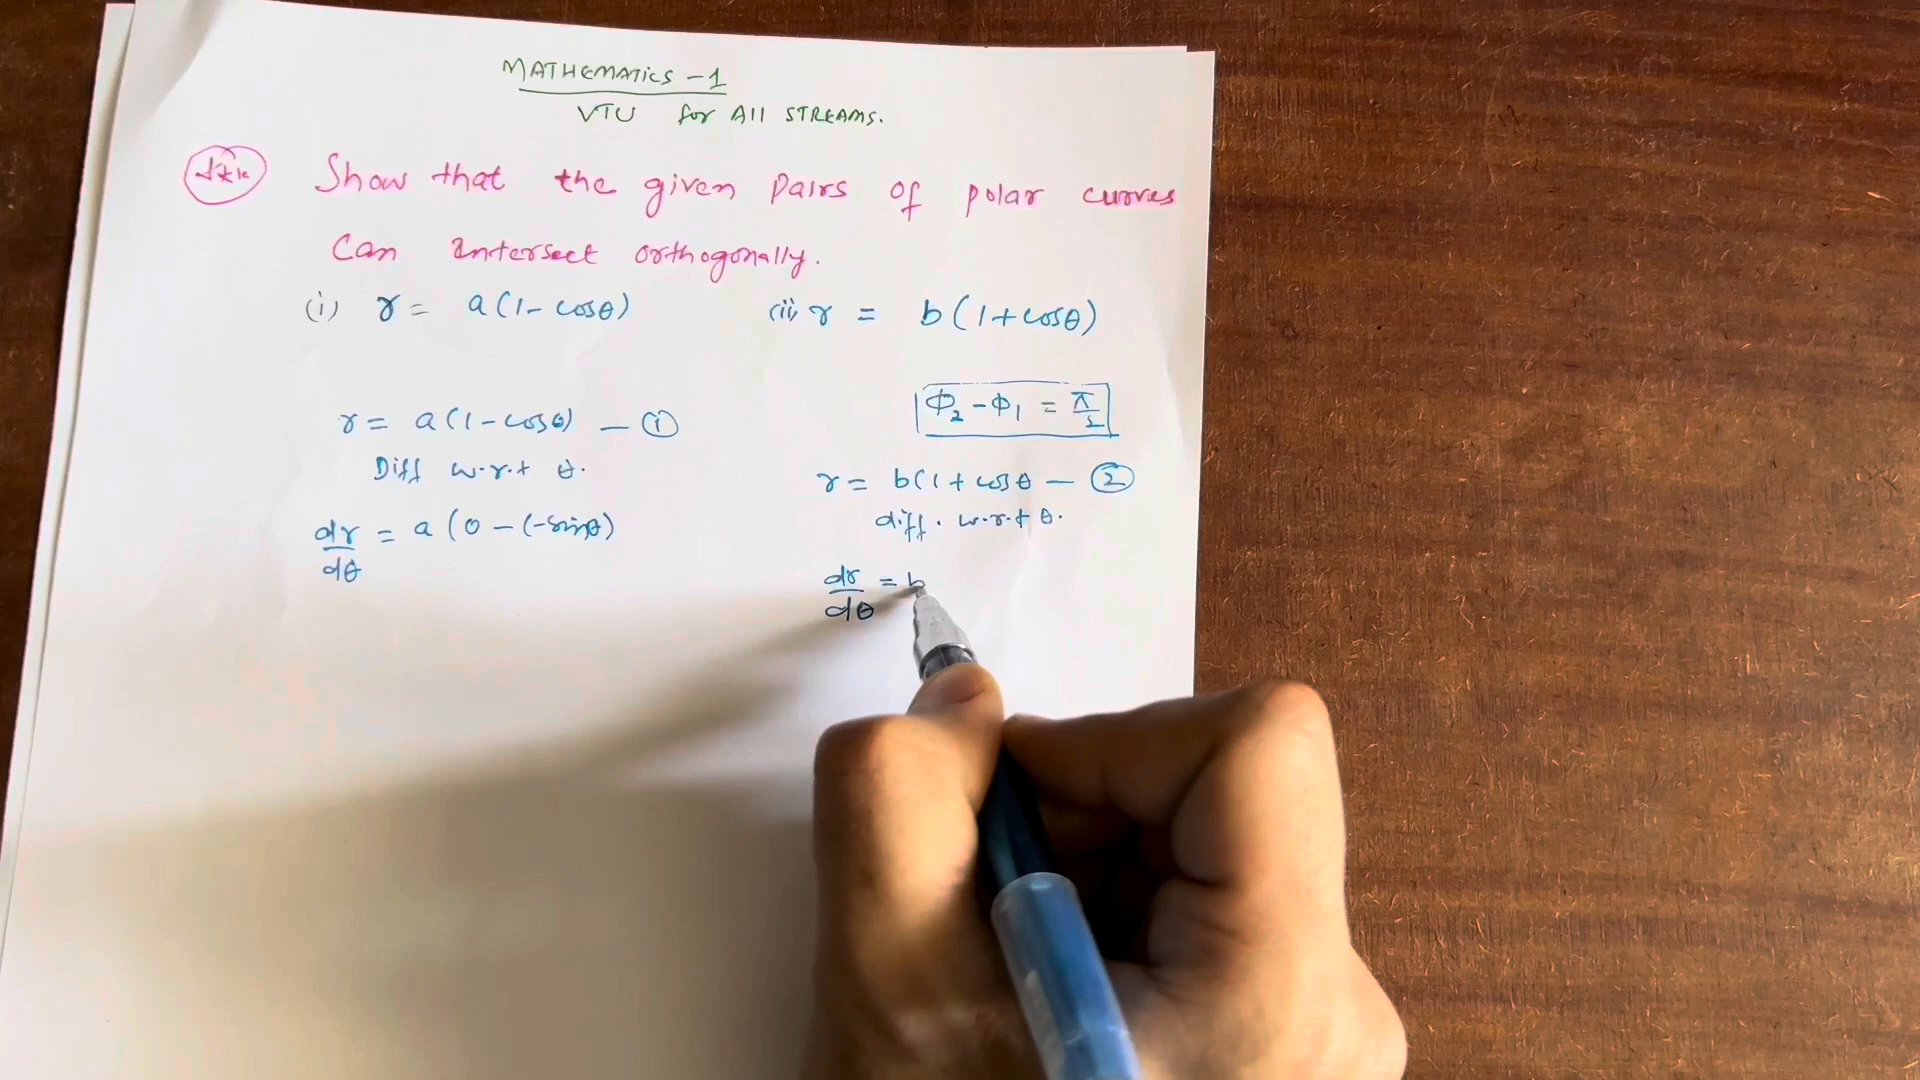 MATHEMATICS - 1
VTU for All STREAMS.
Show that the given Pairs of polar curves
Can intersect orthogonally.
(i) r = a(1 - cosθ)
(ii) r = b(1 + cosθ)
r = a(1 - cosθ) — ①
Diff w.r.t θ.
dr/dθ = a(0 - (-sinθ)
ϕ₂ - ϕ₁ = π/2
r = b(1 + cosθ — ②
diff. w.r.t θ.
dr/dθ = b